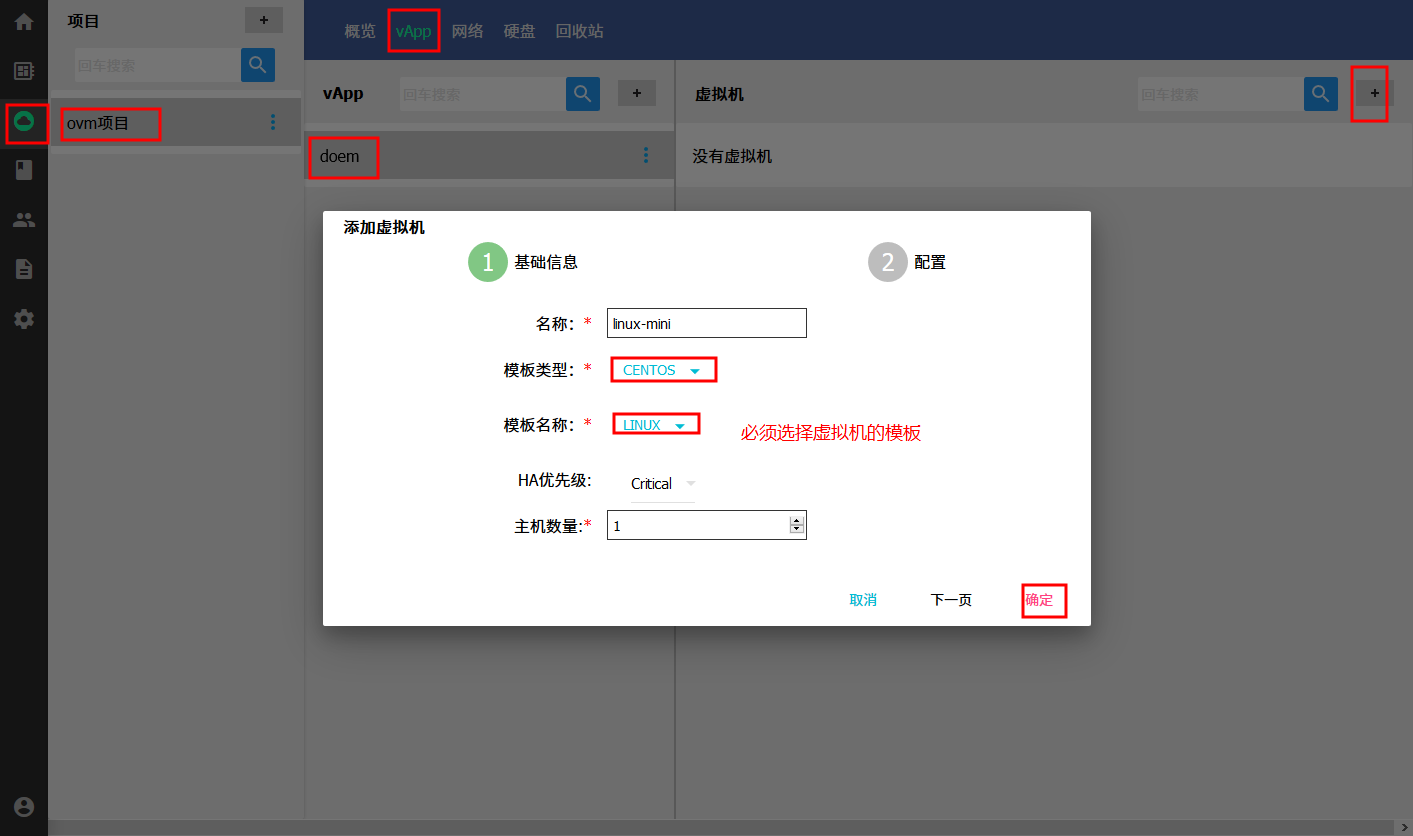 项目
+
回车搜索
ovm项目
概览 vApp 网络 硬盘 回收站
vApp
回车搜索
+
doem
虚拟机
回车搜索
+
没有虚拟机
添加虚拟机
1 基础信息
2 配置
名称：* linux-mini
模板类型：* CENTOS
模板名称：* LINUX
必须选择虚拟机的模板
HA优先级: Critical
主机数量:* 1
取消 下一页 确定